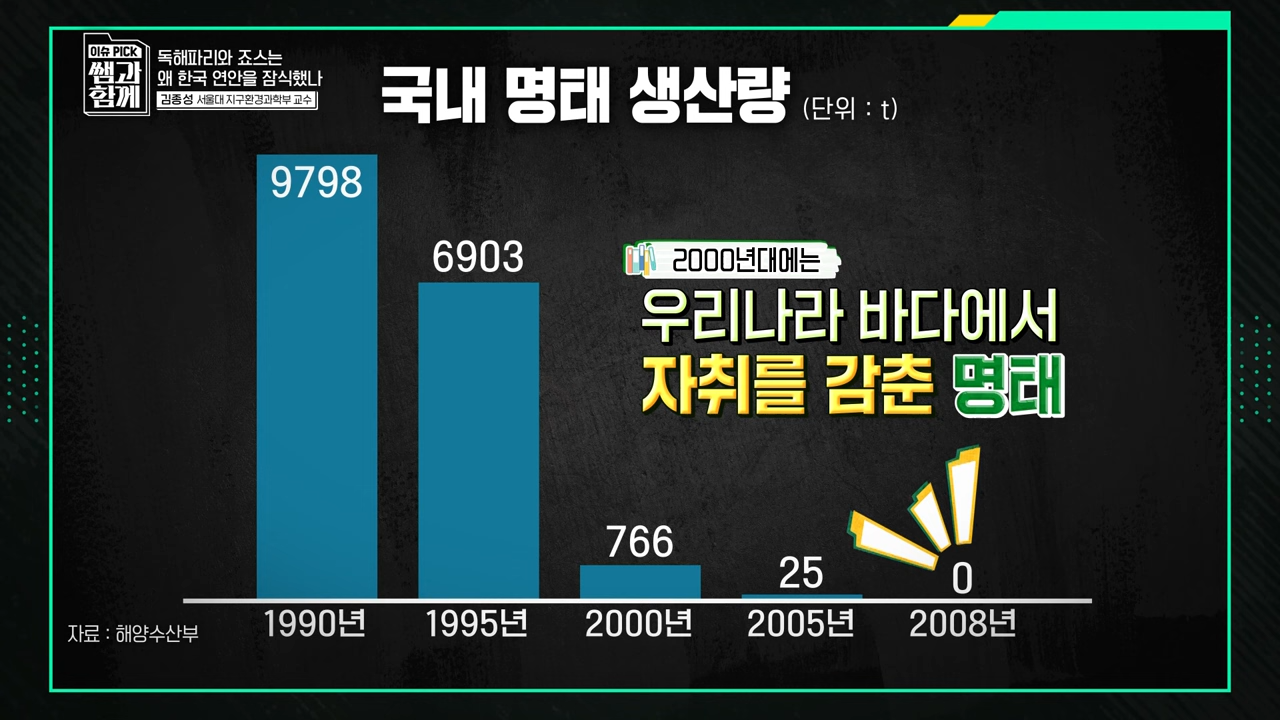 이슈 PICK
쌤과
함께
독해파리와 죠스는
왜 한국 연안을 잠식했나
김종성 서울대 지구환경과학부 교수
국내 명태 생산량 (단위 : t)
9798
6903
766
25
0
2000년대에는
우리나라 바다에서
자취를 감춘 명태
1990년 1995년 2000년 2005년 2008년
자료 : 해양수산부